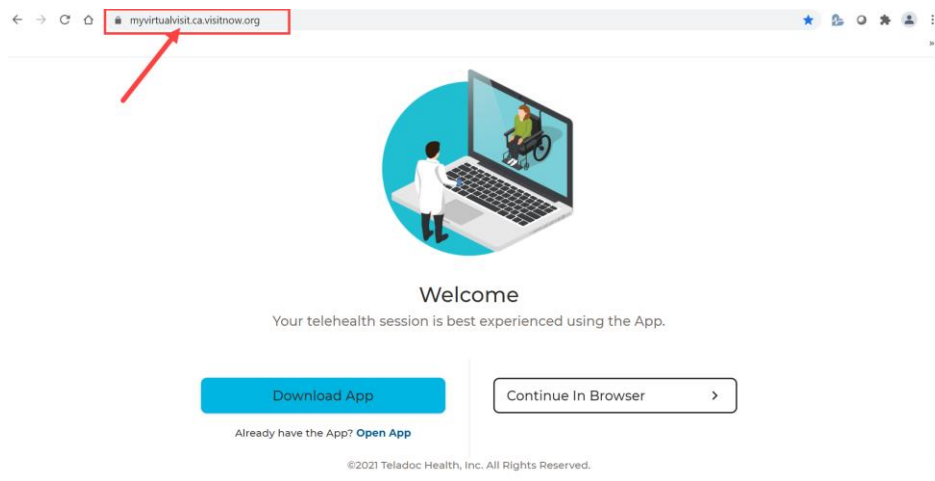 myvirtualvisit.ca.visitnow.org
Welcome
Your telehealth session is best experienced using the App.
Download App
Continue In Browser >
Already have the App? Open App
©2021 Teladoc Health, Inc. All Rights Reserved.